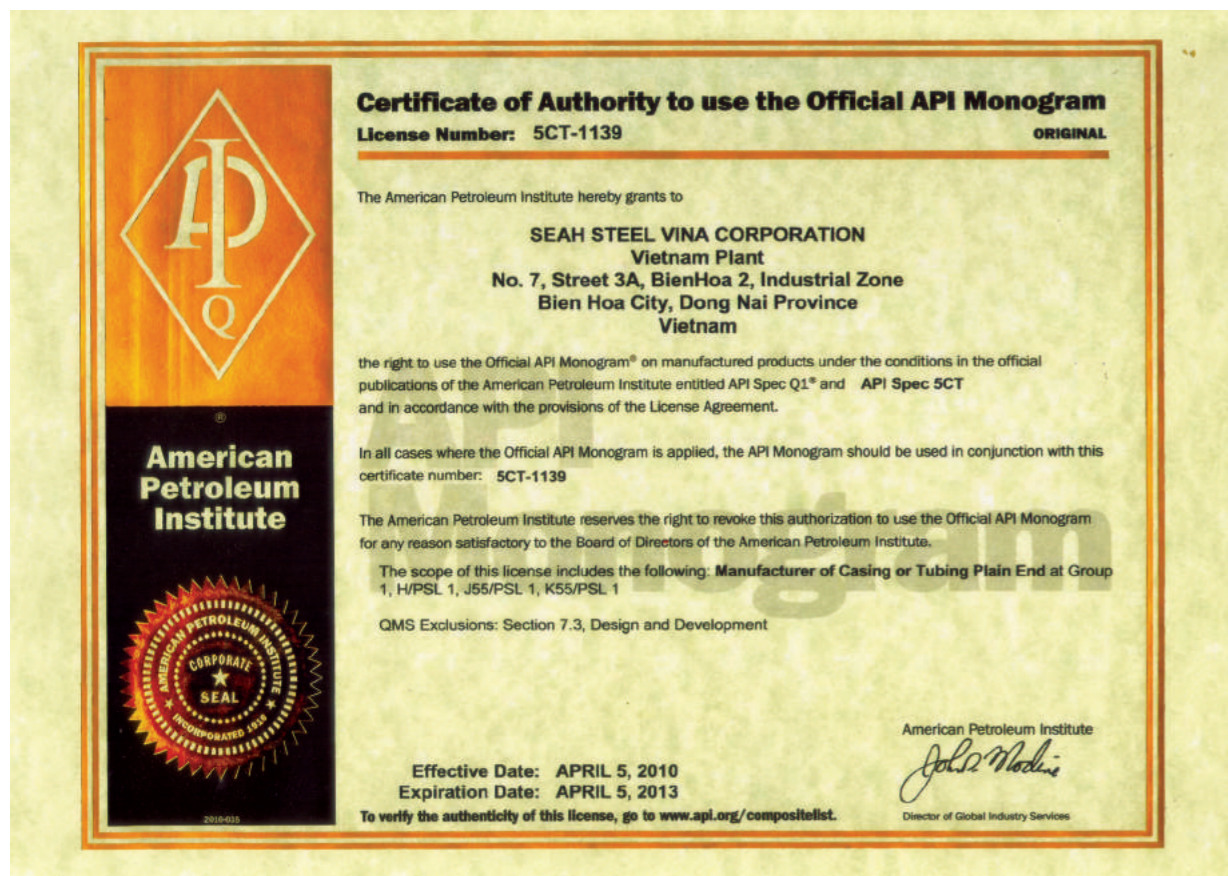 Certificate of Authority to use the Official API Monogram
License Number: 5CT-1139
ORIGINAL
The American Petroleum Institute hereby grants to
SEAH STEEL VINA CORPORATION
Vietnam Plant
No. 7, Street 3A, BienHoa 2, Industrial Zone
Bien Hoa City, Dong Nai Province
Vietnam
the right to use the Official API Monogram® on manufactured products under the conditions in the official
publications of the American Petroleum Institute entitled API Spec Q1® and API Spec 5CT
and in accordance with the provisions of the License Agreement.
In all cases where the Official API Monogram is applied, the API Monogram should be used in conjunction with this
certificate number: 5CT-1139
The American Petroleum Institute reserves the right to revoke this authorization to use the Official API Monogram
for any reason satisfactory to the Board of Directors of the American Petroleum Institute.
The scope of this license includes the following: Manufacturer of Casing or Tubing Plain End at Group
1, H/PSL 1, J55/PSL 1, K55/PSL 1
QMS Exclusions: Section 7.3, Design and Development
American Petroleum Institute
John Modine
Director of Global Industry Services
Effective Date: APRIL 5, 2010
Expiration Date: APRIL 5, 2013
To verify the authenticity of this license, go to www.api.org/compositelist.
API
Q
®
American
Petroleum
Institute
AMERICAN PETROLEUM INSTITUTE
CORPORATE
SEAL
INCORPORATED 1919
2010-035
API
Monogram